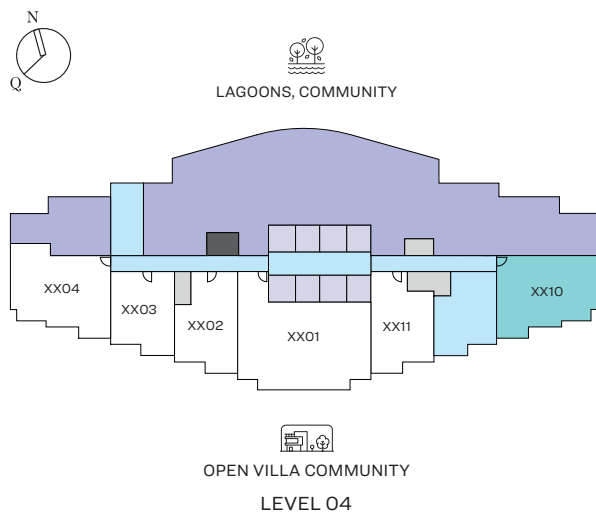 N
Q
LAGOONS, COMMUNITY
XX04
XX03
XX02
XX01
XX11
XX10
OPEN VILLA COMMUNITY
LEVEL 04